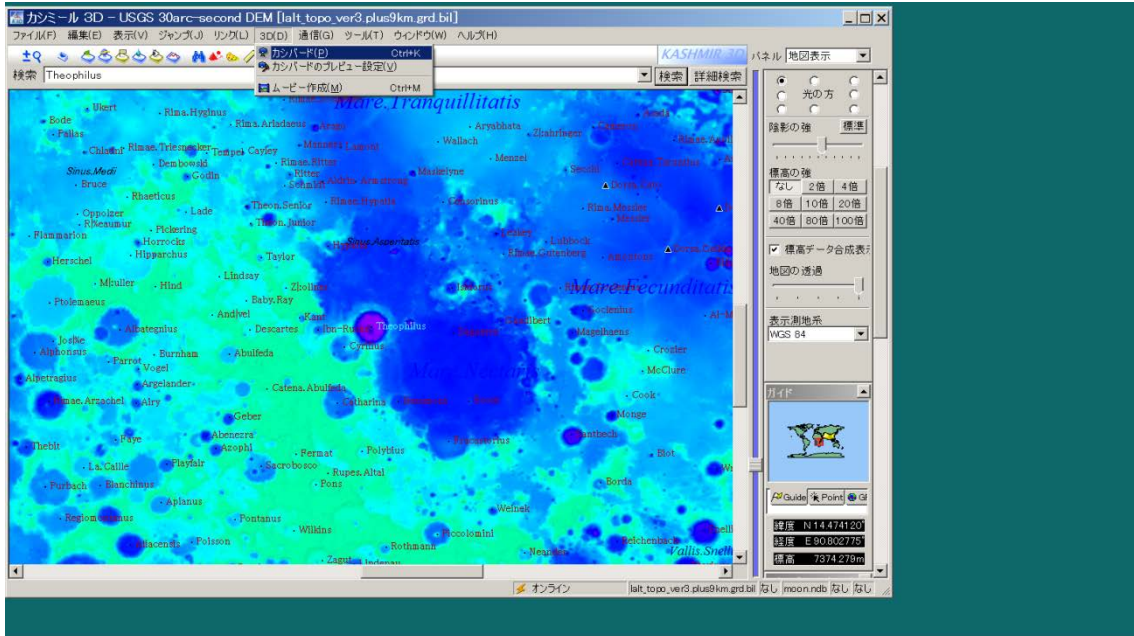 カシミール 3D - USGS 30arc-second DEM [lalt_topo_ver3.plus9km.grd.bil]
ファイル(F) 編集(E) 表示(V) ジャンプ(J) リンク(L) 3D(D) 通信(G) ツール(T) ウィンドウ(W) ヘルプ(H)
カシバード(P) Ctrl+K
カシバードのプレビュー設定(V)
ムービー作成(M) Ctrl+M
KASHMIR 3D
パネル 地図表示
検索 Theophilus 検索 詳細検索
光の方
陰影の強 標準
標高の強
なし 2倍 4倍
8倍 10倍 20倍
40倍 80倍 100倍
標高データ合成表
地図の透過
表示測地系
WGS 84
ガイド
Guide Point
緯度 N 14.474120°
経度 E 90.802775°
標高 7374.279m
Mare.Tranquillitatis
Ukert
Rima.Hyginus
Bode
Rima.Ariadaeus
Pallas
Aryabhata
Wallach
Chladni
Rimae.Triesnecker
Tempel
Cayley
Dembowski
Rimae.Ritter
Menzel
Sinus.Medii
Godin
Ritter
Maskelyne
Secchi
Bruce
Schmidt
Armstrong
Rhaeticus
Theon.Senior
Rimae.Hypatia
Censorinus
Rima.Messier
Messier
Oppolzer
Lade
Reaumur
Theon.Junior
Flammarion
Pickering
Horrocks
Sinus.Asperitatis
Lubbock
Herschel
Hipparchus
Taylor
Rimae.Gutenberg
Lindsay
Muller
Hind
Zollner
Mare.Fecunditatis
Ptolemaeus
Baby.Ray
Goclenius
Andel
Kant
Albategnius
Descartes
Ibn-Rushd
Theophilus
Magelhaens
Alphonsus
Burnham
Abulfeda
Cyrillus
Crozier
Parrot
Vogel
McClure
Alpetragius
Argelander
Catena.Abulfeda
Rimae.Arzachel
Airy
Catharina
Cook
Geber
Monge
Thebit
Faye
Abenezra
Azophi
Fermat
Polybius
Biot
La.Caille
Playfair
Sacrobosco
Rupes.Altai
Purbach
Blanchinus
Pons
Borda
Apianus
Weinek
Regiomontanus
Pontanus
Wilkins
Piccolomini
Poisson
Rothmann
Reichenbach
Zagut
Lindenau
Neander
Vallis.Snell
オンライン lalt_topo_ver3.plus9km.grd.bil なし moon.ndb なし なし